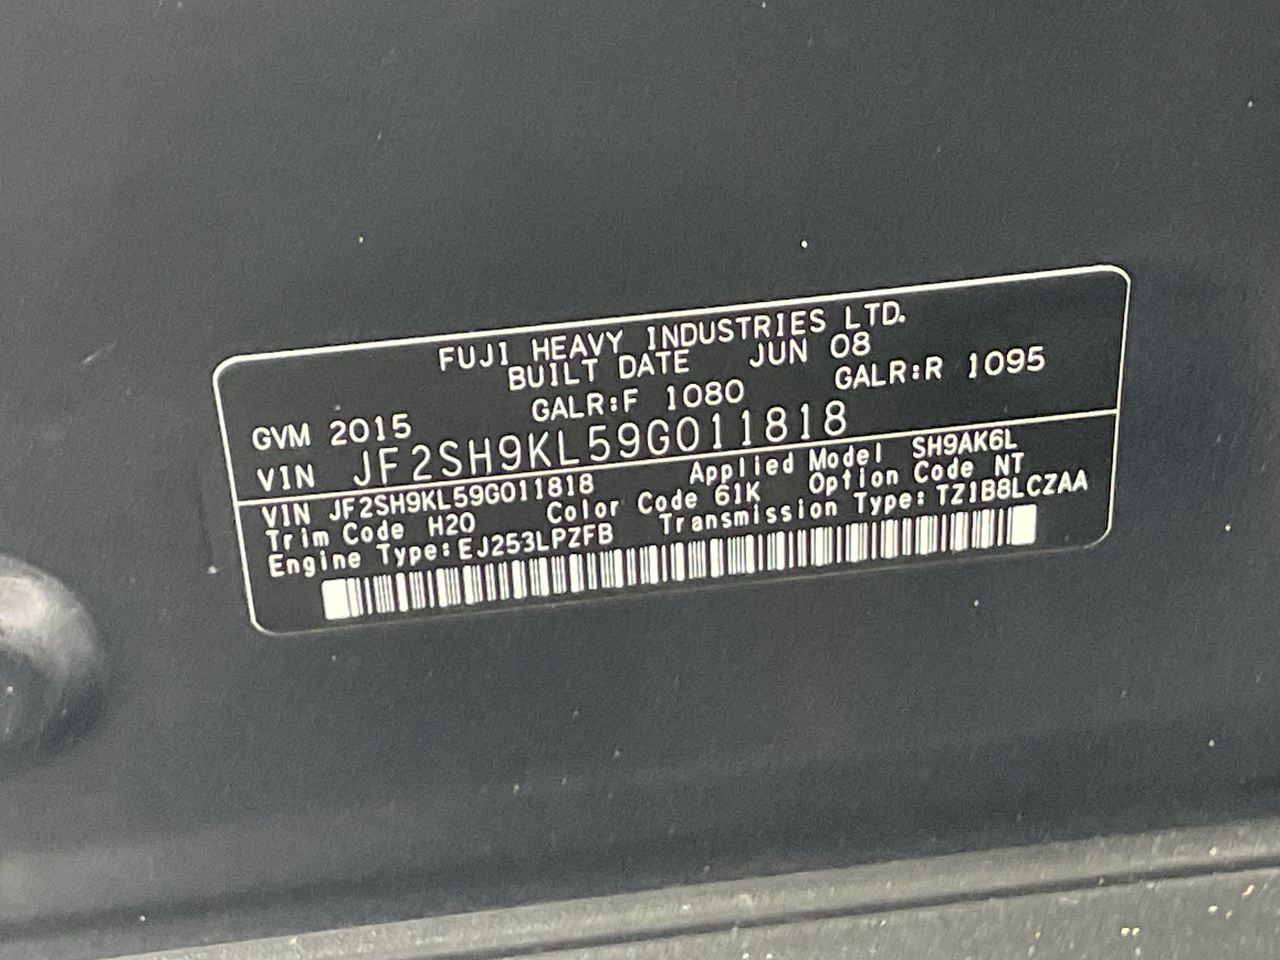 FUJI HEAVY INDUSTRIES LTD.
BUILT DATE JUN 08
GVM 2015 GALR:F 1080 GALR:R 1095
VIN JF2SH9KL59G011818
VIN JF2SH9KL59G011818 Applied Model SH9AK6L
Trim Code H20 Color Code 61K Option Code NT
Engine Type:EJ253LPZFB Transmission Type:TZ1B8LCZAA